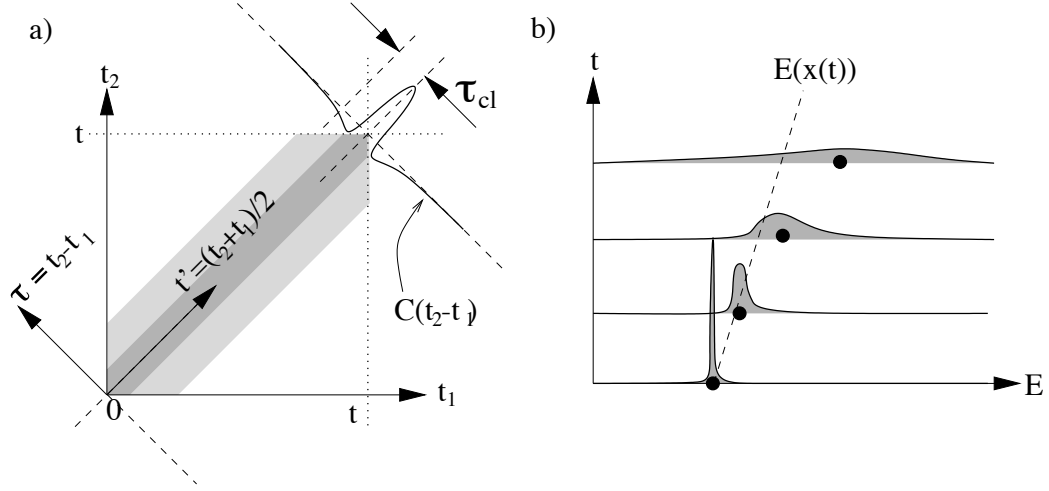 a)
t₂
t
τ = t₂-t₁
t'=(t₂+t₁)/2
0
t
t₁
τcl
C(t₂-t₁)
b)
t
E(x(t))
E